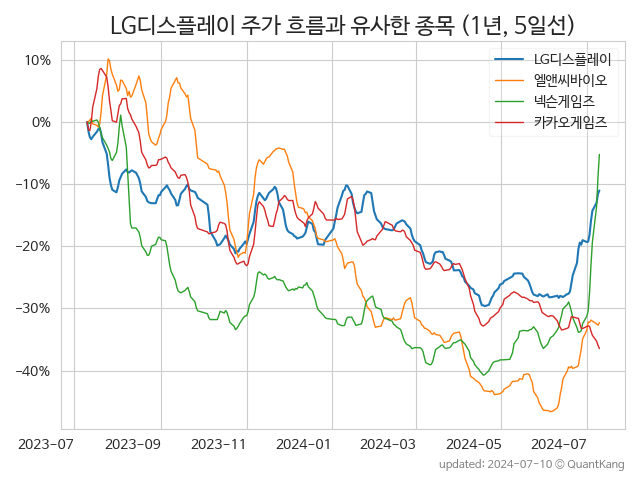 LG디스플레이 주가 흐름과 유사한 종목 (1년, 5일선)
LG디스플레이
엘앤씨바이오
넥슨게임즈
카카오게임즈
10%
0%
−10%
−20%
−30%
−40%
2023-07
2023-09
2023-11
2024-01
2024-03
2024-05
2024-07
updated: 2024-07-10 © QuantKang